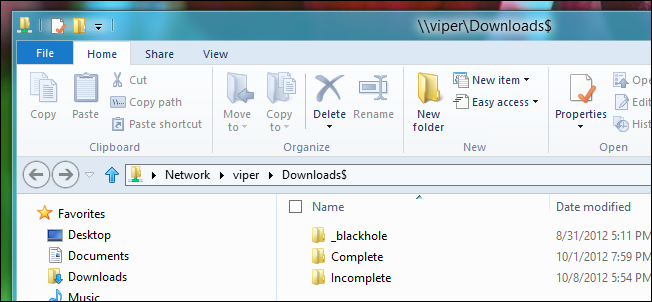 \\viper\Downloads$
File Home Share View
Copy
Paste
Cut
Copy path
Paste shortcut
Clipboard
Move to
Copy to
Delete
Rename
Organize
New folder
New item
Easy access
New
Properties
Ope
Edit
Hist
Open
Network viper Downloads$
Favorites
Desktop
Documents
Downloads
Music
Name Date modified
_blackhole 8/31/2012 5:11 PM
Complete 10/1/2012 7:59 PM
Incomplete 10/8/2012 5:54 PM